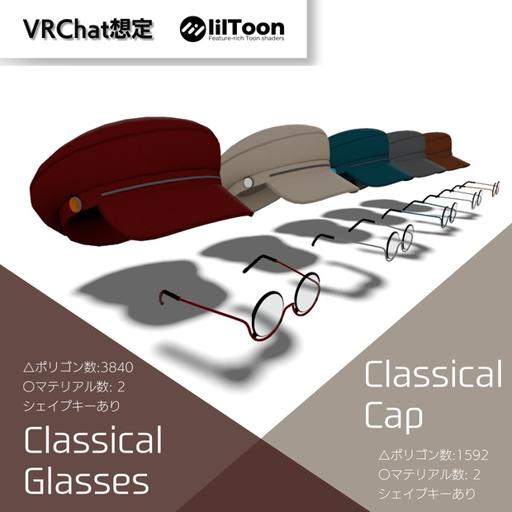 VRChat想定
lilToon
Feature-rich Toon shaders
△ポリゴン数:3840
○マテリアル数: 2
シェイプキーあり
Classical
Glasses
Classical
Cap
△ポリゴン数:1592
○マテリアル数: 2
シェイプキーあり